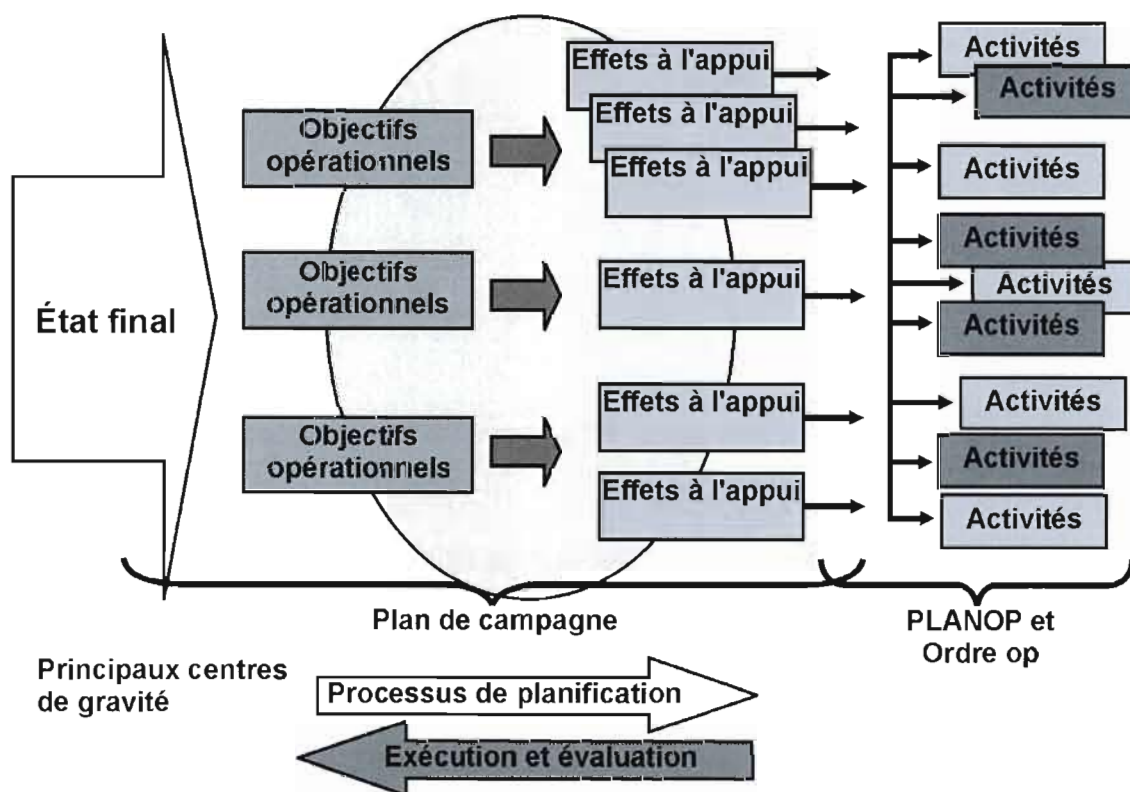 État final
Objectifs
opérationnels
Objectifs
opérationnels
Objectifs
opérationnels
Effets à l'appui
Effets à l'appui
Effets à l'appui
Effets à l'appui
Effets à l'appui
Effets à l'appui
Activités
Activités
Activités
Activités
Activités
Activités
Activités
Activités
Activités
Plan de campagne
PLANOP et
Ordre op
Principaux centres
de gravité
Processus de planification
Exécution et évaluation